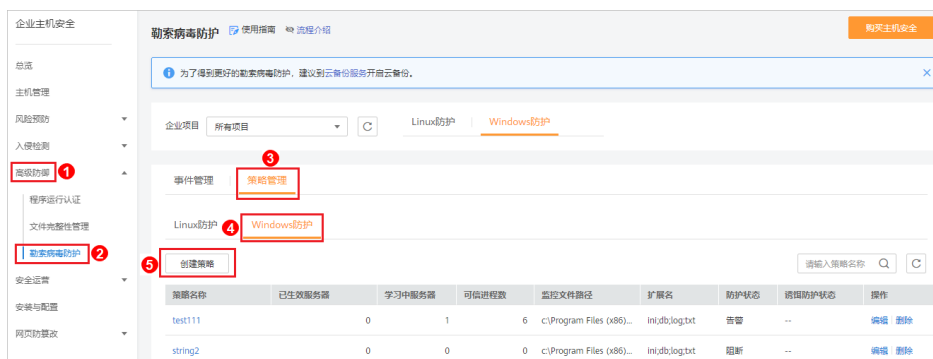 企业主机安全
总览
主机管理
风险预防
入侵检测
高级防御 1
程序运行认证
文件完整性管理
勒索病毒防护 2
安全运营
安装与配置
网页防篡改
勒索病毒防护 使用指南 流程介绍 购买主机安全
为了得到更好的勒索病毒防护，建议到云备份服务开启云备份。
企业项目 所有项目 Linux防护 Windows防护
3
事件管理 策略管理
Linux防护 4 Windows防护
5 创建策略 请输入策略名称
策略名称 已生效服务器 学习中服务器 可信进程数 监控文件路径 扩展名 防护状态 诱饵防护状态 操作
test111 0 1 6 c:\Program Files (x86)... ini;db;log;txt 告警 -- 编辑 删除
string2 0 0 0 c:\Program Files (x86)... ini;db;log;txt 阻断 -- 编辑 删除